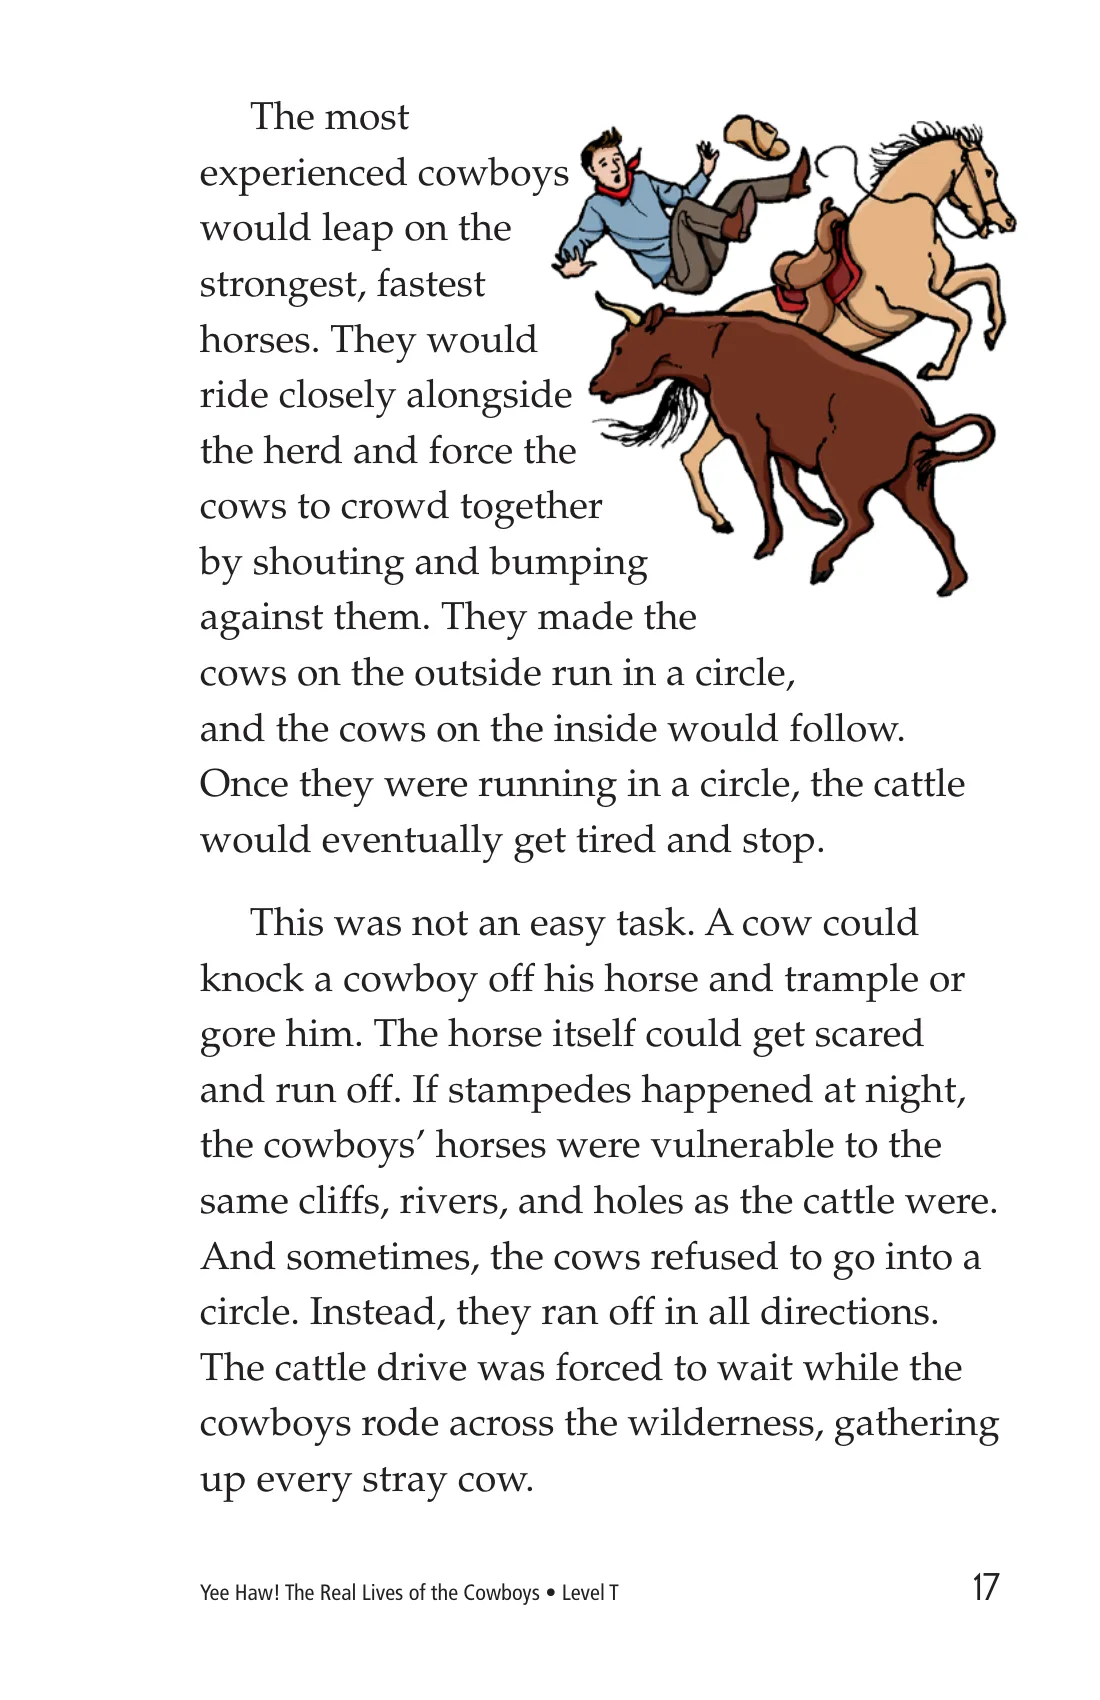 The most
experienced cowboys
would leap on the
strongest, fastest
horses. They would
ride closely alongside
the herd and force the
cows to crowd together
by shouting and bumping
against them. They made the
cows on the outside run in a circle,
and the cows on the inside would follow.
Once they were running in a circle, the cattle
would eventually get tired and stop.
This was not an easy task. A cow could
knock a cowboy off his horse and trample or
gore him. The horse itself could get scared
and run off. If stampedes happened at night,
the cowboys’ horses were vulnerable to the
same cliffs, rivers, and holes as the cattle were.
And sometimes, the cows refused to go into a
circle. Instead, they ran off in all directions.
The cattle drive was forced to wait while the
cowboys rode across the wilderness, gathering
up every stray cow.
Yee Haw! The Real Lives of the Cowboys • Level T
17